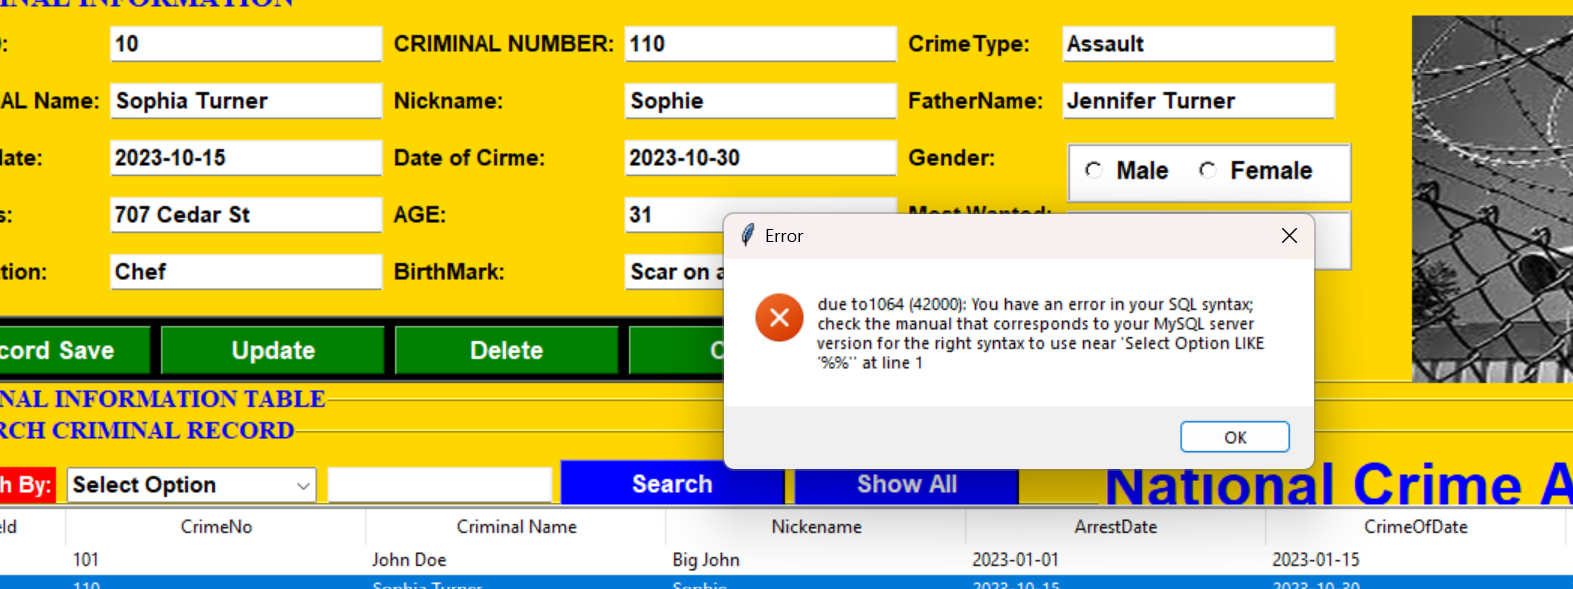 NAL INFORMATION
: 10 CRIMINAL NUMBER: 110 CrimeType: Assault
AL Name: Sophia Turner Nickname: Sophie FatherName: Jennifer Turner
late: 2023-10-15 Date of Cirme: 2023-10-30 Gender: Male Female
s: 707 Cedar St AGE: 31 Most Wanted:
tion: Chef BirthMark: Scar on a
Error
due to1064 (42000): You have an error in your SQL syntax;
check the manual that corresponds to your MySQL server
version for the right syntax to use near 'Select Option LIKE
'%%'' at line 1
OK
cord Save Update Delete C
NAL INFORMATION TABLE
RCH CRIMINAL RECORD
h By: Select Option Search Show All National Crime A
eId CrimeNo Criminal Name Nickename ArrestDate CrimeOfDate
101 John Doe Big John 2023-01-01 2023-01-15
110 Sophia Turner Sophie 2023-10-15 2023-10-30